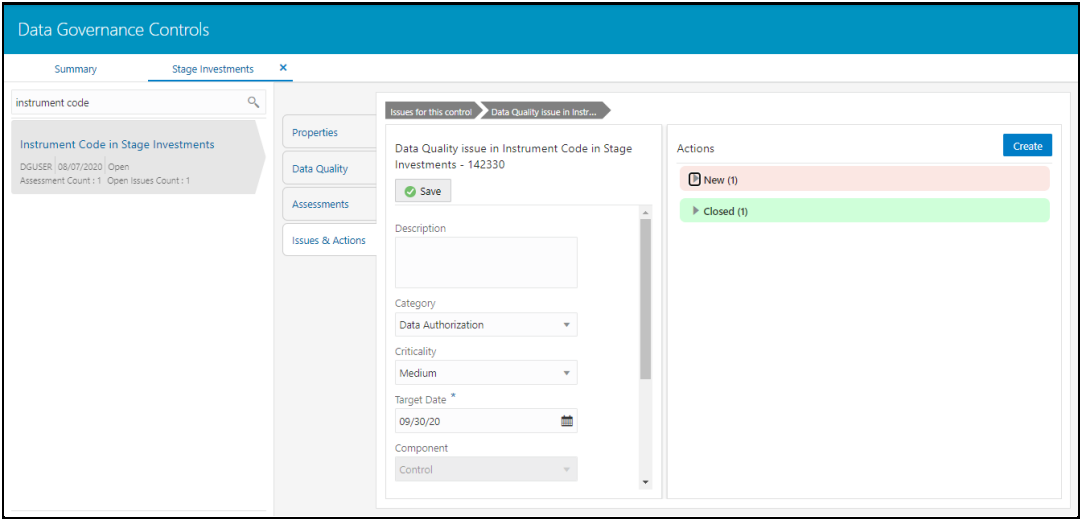 Data Governance Controls
Summary
Stage Investments
instrument code
Instrument Code in Stage Investments
DGUSER 08/07/2020 Open
Assessment Count : 1 Open Issues Count : 1
Properties
Data Quality
Assessments
Issues & Actions
Issues for this control
Data Quality issue in Instr...
Data Quality issue in Instrument Code in Stage
Investments - 142330
Save
Description
Category
Data Authorization
Criticality
Medium
Target Date *
09/30/20
Component
Control
Actions
Create
New (1)
Closed (1)